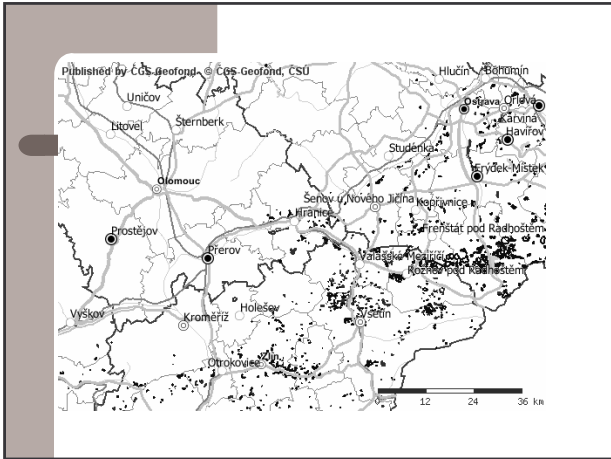 Published by ČGS-Geofond, © ČGS-Geofond, ČSÚ
Hlučín
Bohumín
Uničov
Ostrava
Orlová
Litovel
Šternberk
Karviná
Havířov
Studénka
Olomouc
Frýdek Místek
Šenov u Nového Jičína
Kopřivnice
Hranice
Prostějov
Frenštát pod Radhoštěm
Přerov
Valašské Meziříčí
Rožnov pod Radhoštěm
Vyškov
Kroměříž
Holešov
Vsetín
Otrokovice
Zlín
0 12 24 36 km